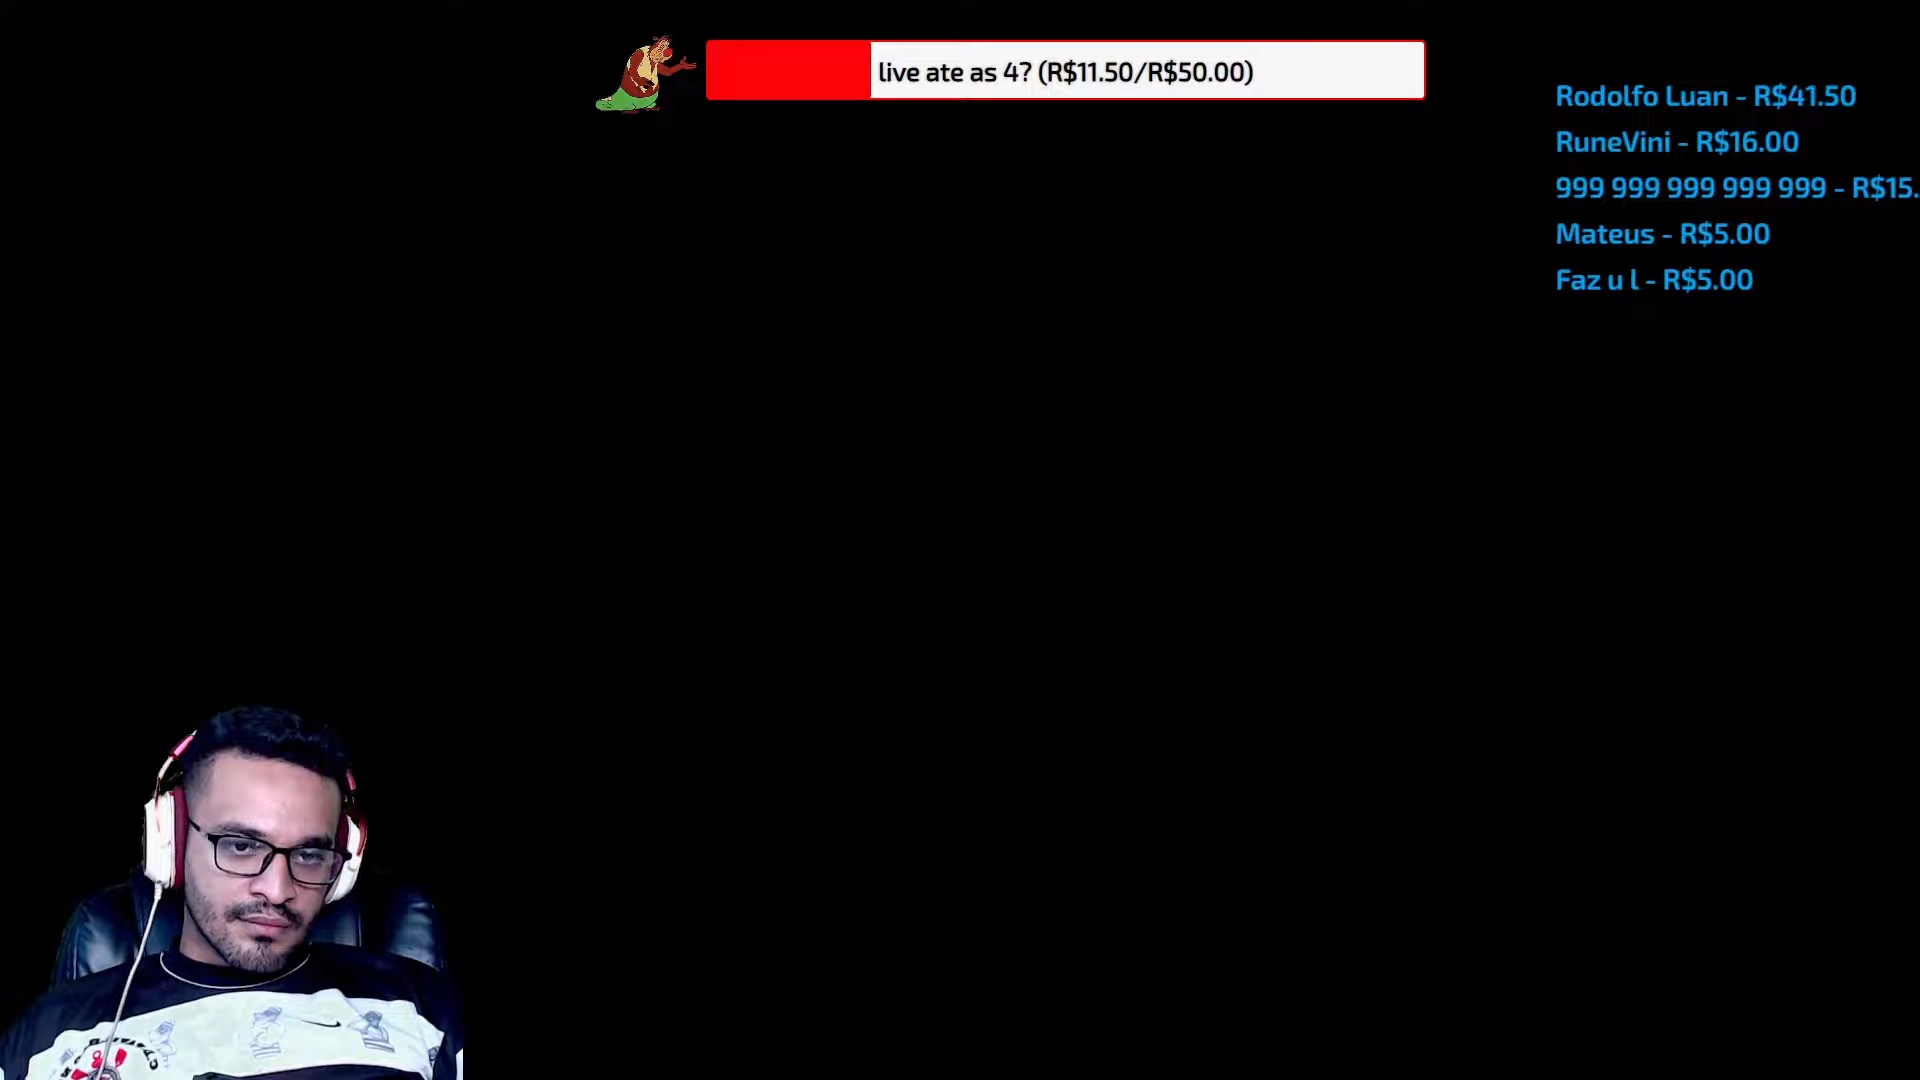 live ate as 4? (R$11.50/R$50.00)
Rodolfo Luan - R$41.50
RuneVini - R$16.00
999 999 999 999 999 - R$15.
Mateus - R$5.00
Faz u l - R$5.00